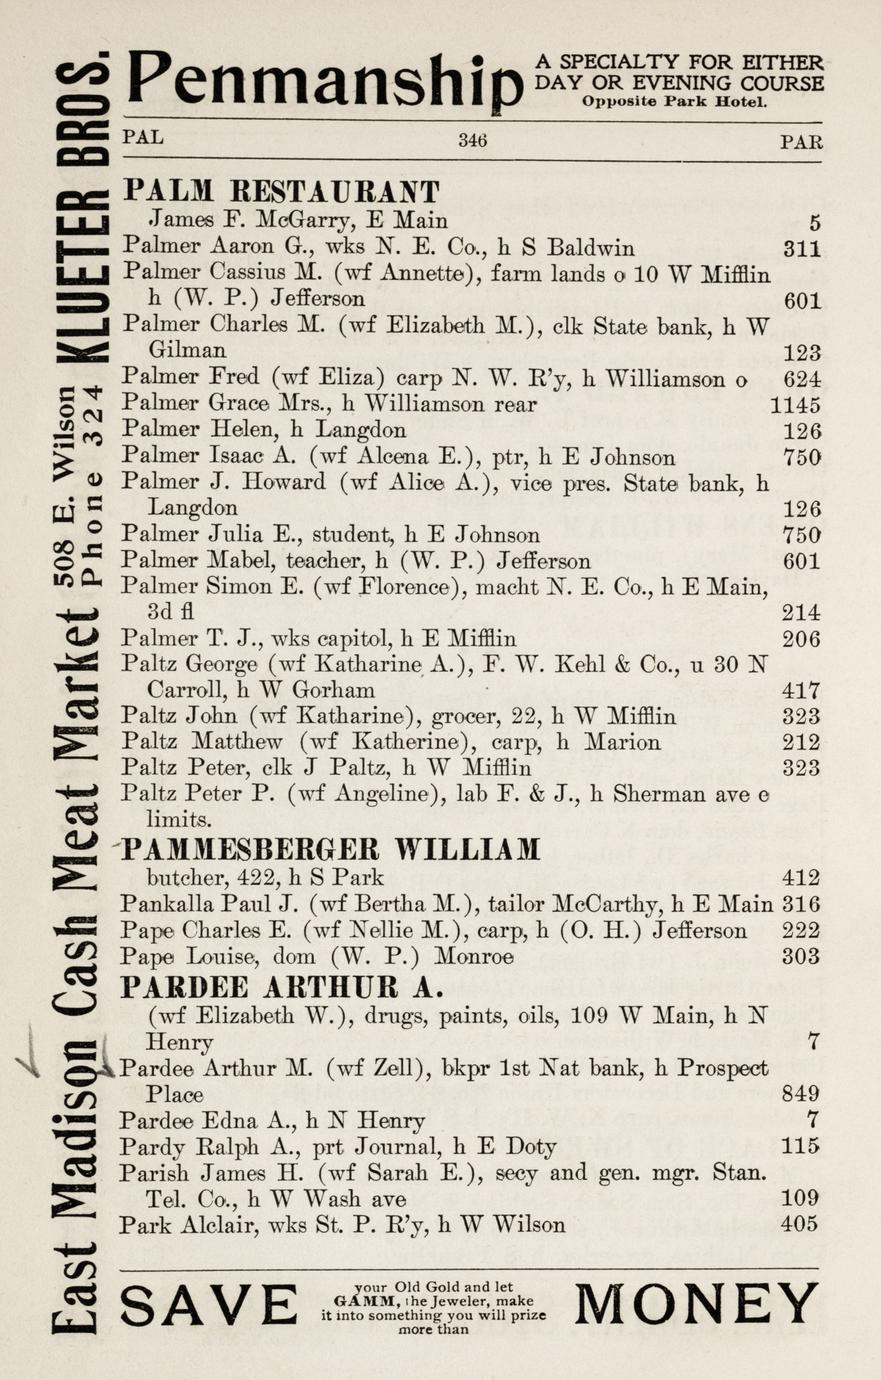 Penmanship
A SPECIALTY FOR EITHER
DAY OR EVENING COURSE
Opposite Park Hotel.
PAL 346 PAR
PALM RESTAURANT
James F. McGarry, E Main 5
Palmer Aaron G., wks N. E. Co., h S Baldwin 311
Palmer Cassius M. (wf Annette), farm lands o 10 W Mifflin
h (W. P.) Jefferson 601
Palmer Charles M. (wf Elizabeth M.), clk State bank, h W
Gilman 123
Palmer Fred (wf Eliza) carp N. W. R'y, h Williamson o 624
Palmer Grace Mrs., h Williamson rear 1145
Palmer Helen, h Langdon 126
Palmer Isaac A. (wf Alcena E.), ptr, h E Johnson 750
Palmer J. Howard (wf Alice A.), vice pres. State bank, h
Langdon 126
Palmer Julia E., student, h E Johnson 750
Palmer Mabel, teacher, h (W. P.) Jefferson 601
Palmer Simon E. (wf Florence), macht N. E. Co., h E Main,
3d fl 214
Palmer T. J., wks capitol, h E Mifflin 206
Paltz George (wf Katharine A.), F. W. Kehl & Co., u 30 N
Carroll, h W Gorham 417
Paltz John (wf Katharine), grocer, 22, h W Mifflin 323
Paltz Matthew (wf Katherine), carp, h Marion 212
Paltz Peter, clk J Paltz, h W Mifflin 323
Paltz Peter P. (wf Angeline), lab F. & J., h Sherman ave e
limits.
PAMMESBERGER WILLIAM
butcher, 422, h S Park 412
Pankalla Paul J. (wf Bertha M.), tailor McCarthy, h E Main 316
Pape Charles E. (wf Nellie M.), carp, h (O. H.) Jefferson 222
Pape Louise, dom (W. P.) Monroe 303
PARDEE ARTHUR A.
(wf Elizabeth W.), drugs, paints, oils, 109 W Main, h N
Henry 7
Pardee Arthur M. (wf Zell), bkpr 1st Nat bank, h Prospect
Place 849
Pardee Edna A., h N Henry 7
Pardy Ralph A., prt Journal, h E Doty 115
Parish James H. (wf Sarah E.), secy and gen. mgr. Stan.
Tel. Co., h W Wash ave 109
Park Alclair, wks St. P. R'y, h W Wilson 405
SAVE
your Old Gold and let
GAMM, the Jeweler, make
it into something you will prize
more than
MONEY
East Madison Cash Meat Market
508 E. Wilson
Phone 324
KLUETER BROS.